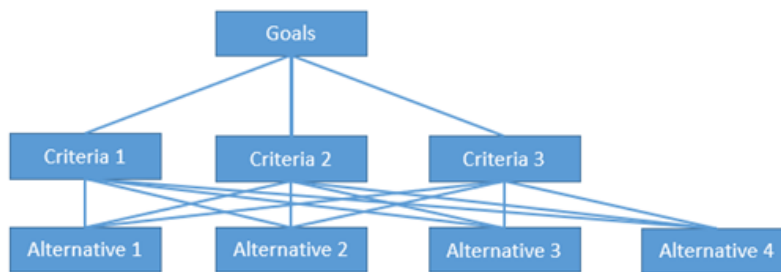 Goals
Criteria 1
Criteria 2
Criteria 3
Alternative 1
Alternative 2
Alternative 3
Alternative 4